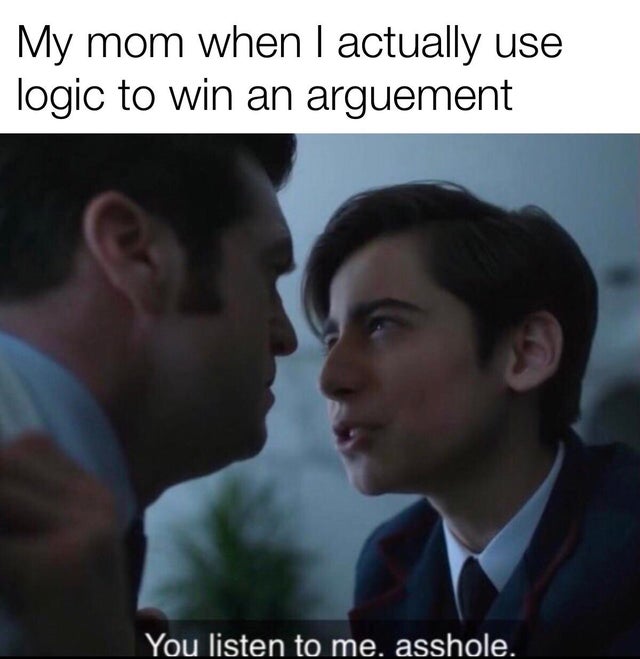 My mom when I actually use
logic to win an arguement
You listen to me. asshole.